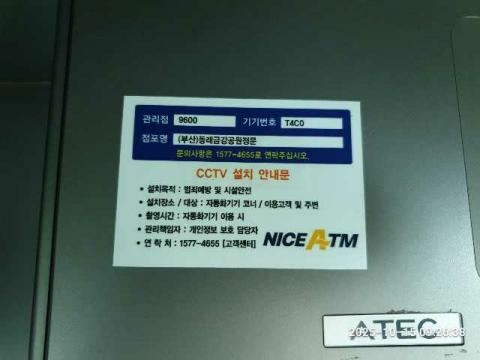 관리점 9600 기기번호 T4C0
점포명 (부산)동래금강공원정문
문의사항은 1577-4655로 연락주십시오.
CCTV 설치 안내문
• 설치목적 : 범죄예방 및 시설안전
• 설치장소 / 대상 : 자동화기기 코너 / 이용고객 및 주변
• 촬영시간 : 자동화기기 이용 시
• 관리책임자 : 개인정보 보호 담당자
• 연 락 처 : 1577-4655 [고객센터]
NICE ATM
ATEC